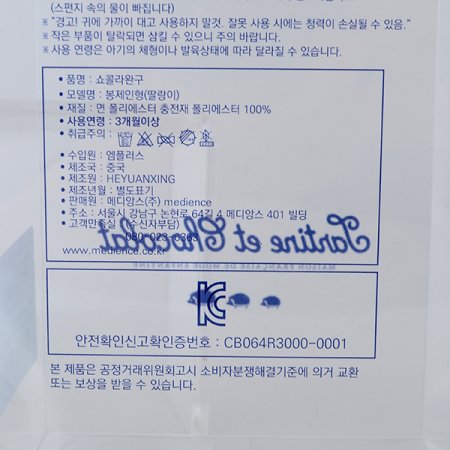 (스펀지 속의 물이 빠집니다)
※ "경고! 귀에 가까이 대고 사용하지 말것. 잘못 사용 시에는 청력이 손실될 수 있음."
※ 작은 부품이 탈락되면 삼킬 수 있으니 주의 바랍니다.
※ 사용 연령은 아기의 체형이나 발육상태에 따라 달라질 수 있습니다.
• 품명 : 쇼콜라완구
• 모델명 : 봉제인형(딸랑이)
• 재질 : 면 폴리에스터 충전재 폴리에스터 100%
• 사용연령 : 3개월이상
• 취급주의 :
• 수입원 : 엠플러스
• 제조국 : 중국
• 제조원 : HEYUANXING
• 제조년월 : 별도표기
• 판매원 : 메디앙스(주) medience
• 주소 : 서울시 강남구 논현로 64길 4 메디앙스 401 빌딩
• 고객만족실 (수신자부담)
080-023-6363
www.medience.co.kr
Tartine et Chocolat
MAISON FRANÇAISE DE MODE ENFANTINE
안전확인신고확인증번호 : CB064R3000-0001
본 제품은 공정거래위원회고시 소비자분쟁해결기준에 의거 교환
또는 보상을 받을 수 있습니다.